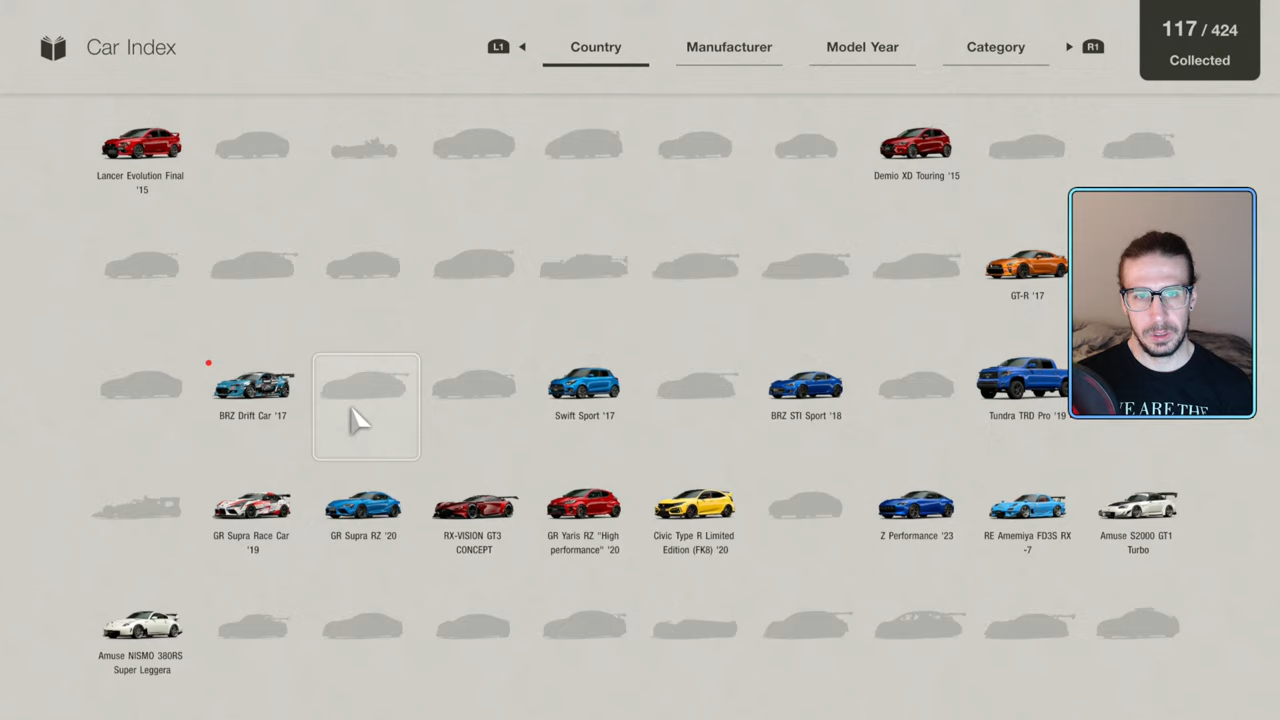 Car Index
L1
Country
Manufacturer
Model Year
Category
R1
117 / 424
Collected
Lancer Evolution Final
'15
Demio XD Touring '15
GT-R '17
BRZ Drift Car '17
Swift Sport '17
BRZ STI Sport '18
Tundra TRD Pro '19
GR Supra Race Car
'19
GR Supra RZ '20
RX-VISION GT3
CONCEPT
GR Yaris RZ "High
performance" '20
Civic Type R Limited
Edition (FK8) '20
Z Performance '23
RE Amemiya FD3S RX
-7
Amuse S2000 GT1
Turbo
Amuse NISMO 380RS
Super Leggera
ARE THE